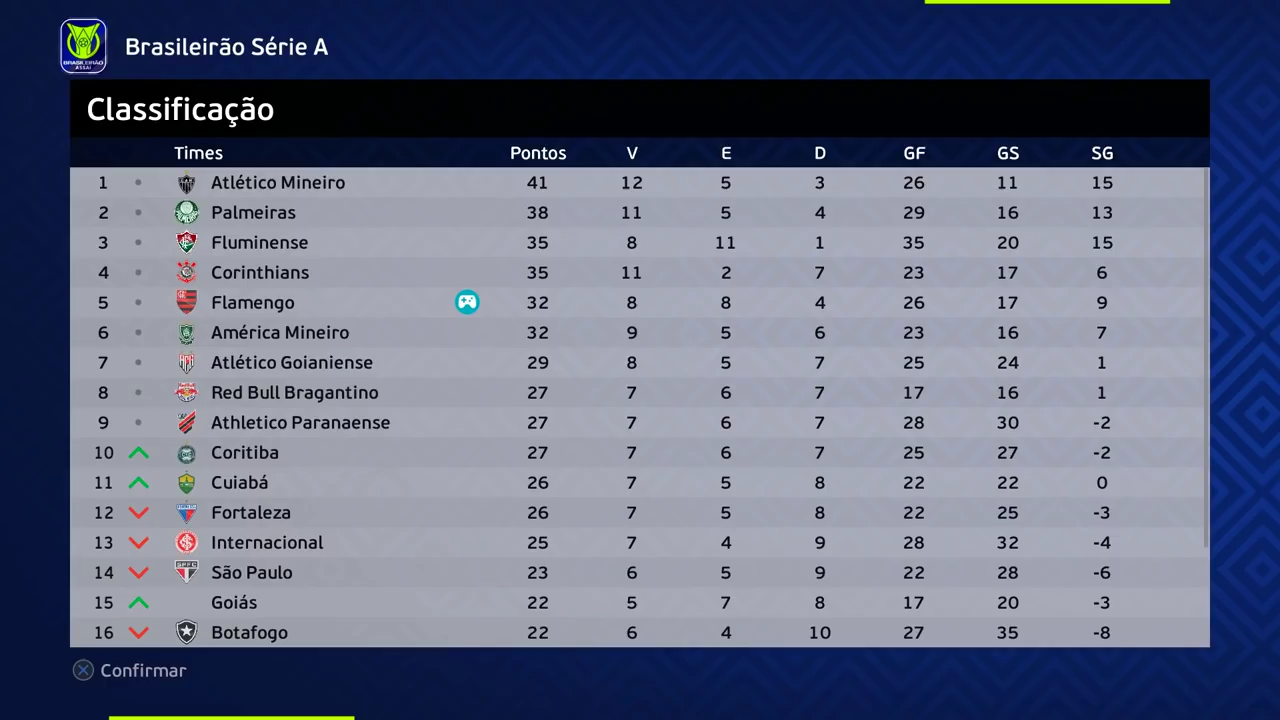 Brasileirão Série A
BRASILEIRÃO
ASSAÍ
Classificação
Times Pontos V E D GF GS SG
1 Atlético Mineiro 41 12 5 3 26 11 15
2 Palmeiras 38 11 5 4 29 16 13
3 Fluminense 35 8 11 1 35 20 15
4 Corinthians 35 11 2 7 23 17 6
5 Flamengo 32 8 8 4 26 17 9
6 América Mineiro 32 9 5 6 23 16 7
7 Atlético Goianiense 29 8 5 7 25 24 1
8 Red Bull Bragantino 27 7 6 7 17 16 1
9 Athletico Paranaense 27 7 6 7 28 30 -2
10 Coritiba 27 7 6 7 25 27 -2
11 Cuiabá 26 7 5 8 22 22 0
12 Fortaleza 26 7 5 8 22 25 -3
13 Internacional 25 7 4 9 28 32 -4
14 SPFC São Paulo 23 6 5 9 22 28 -6
15 Goiás 22 5 7 8 17 20 -3
16 Botafogo 22 6 4 10 27 35 -8
Confirmar